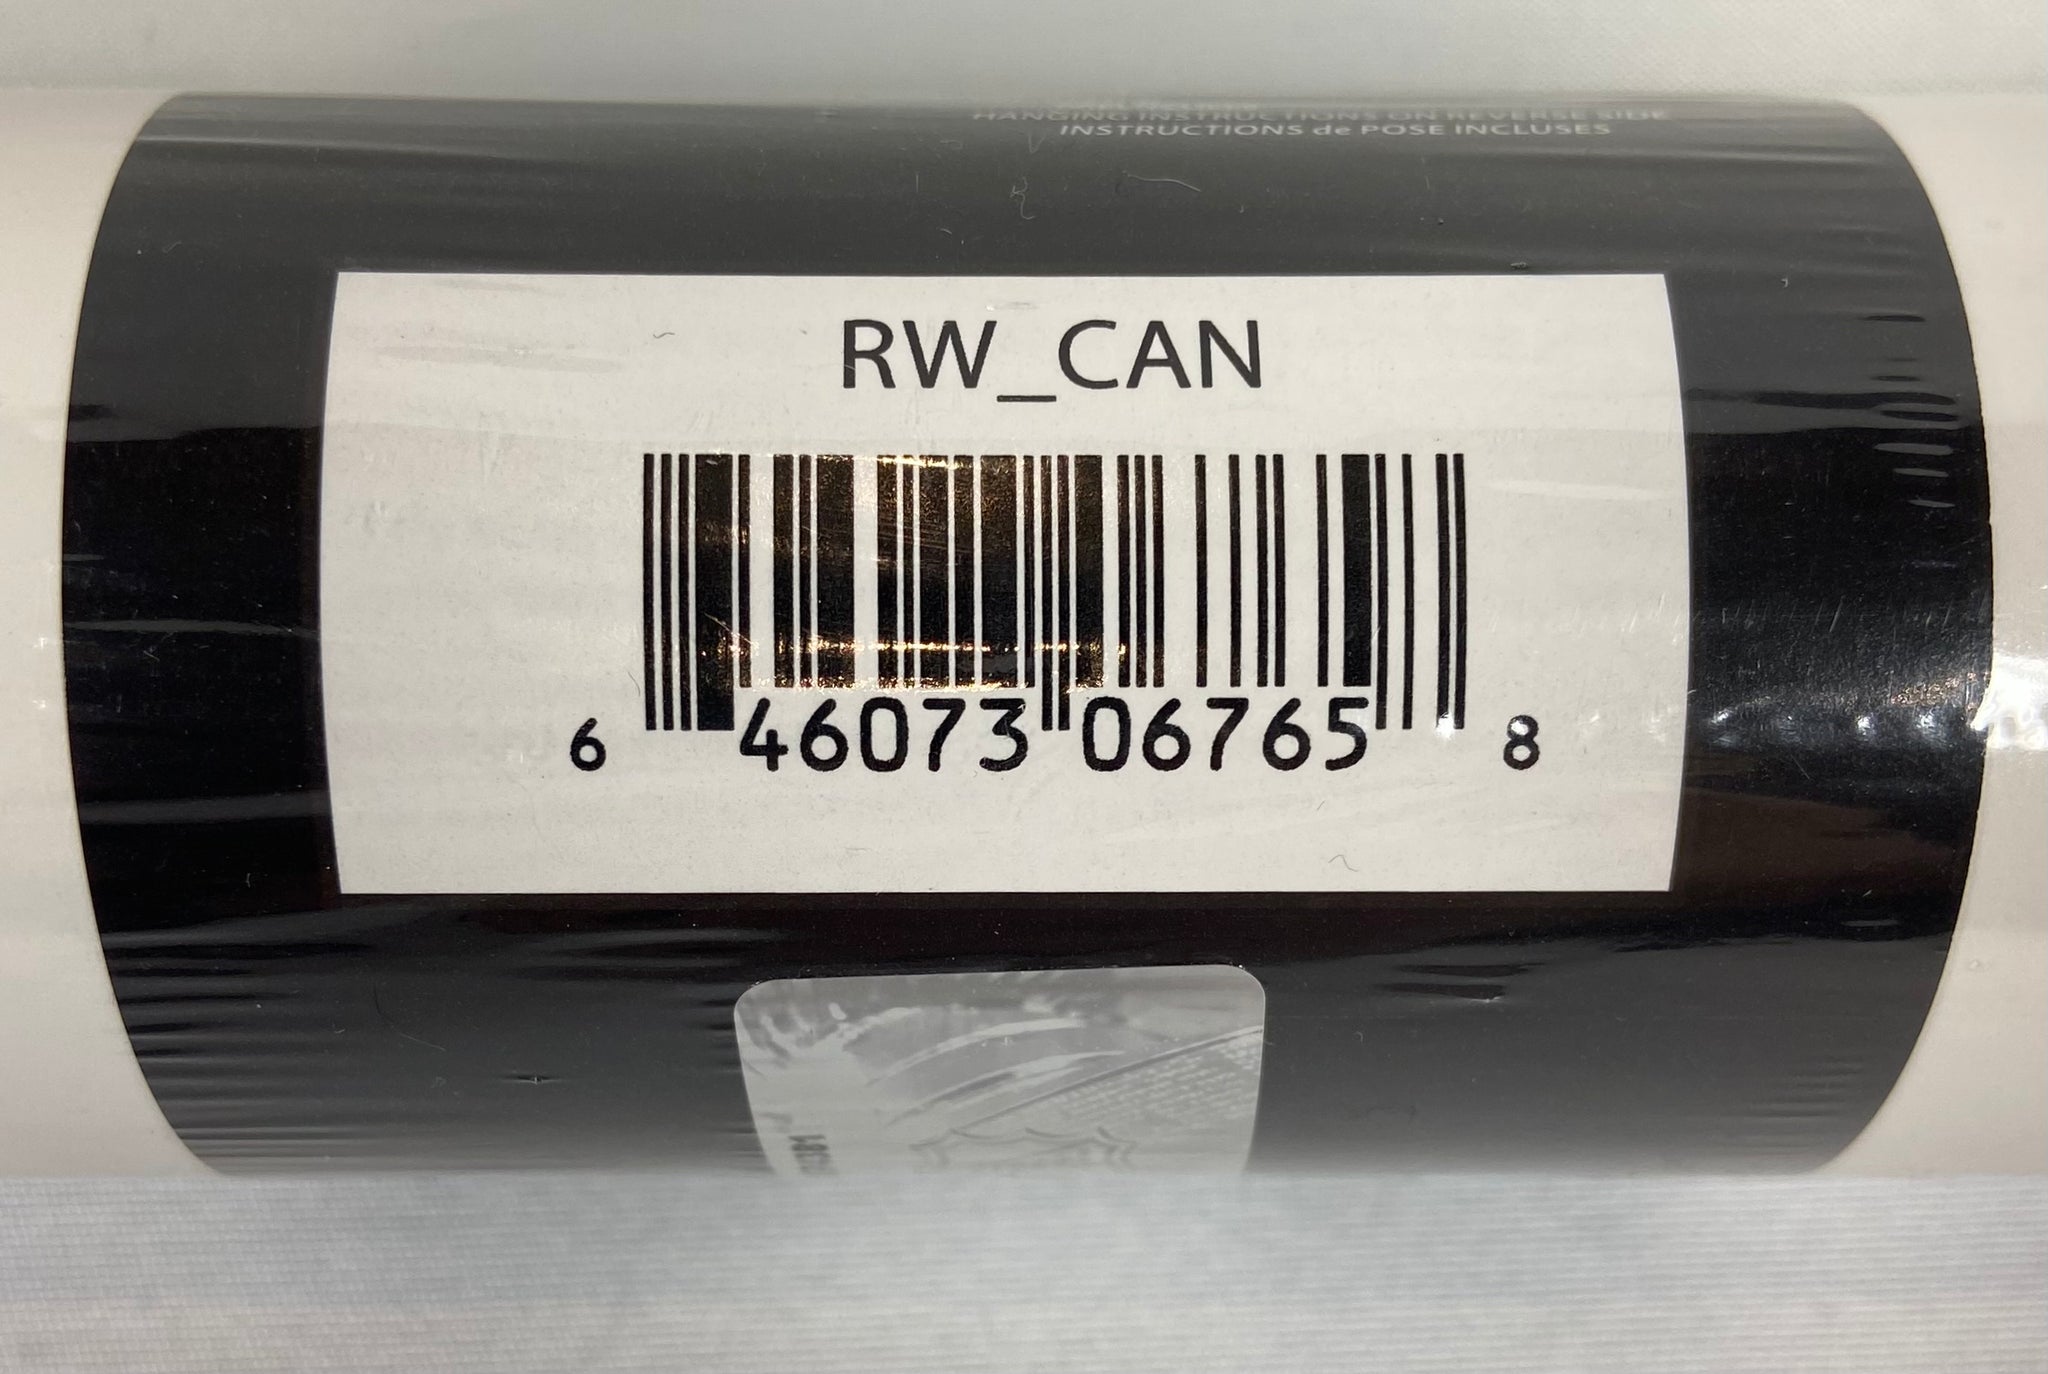 HANGING INSTRUCTIONS ON REVERSE SIDE
INSTRUCTIONS de POSE INCLUSES
RW_CAN
6 46073 06765 8